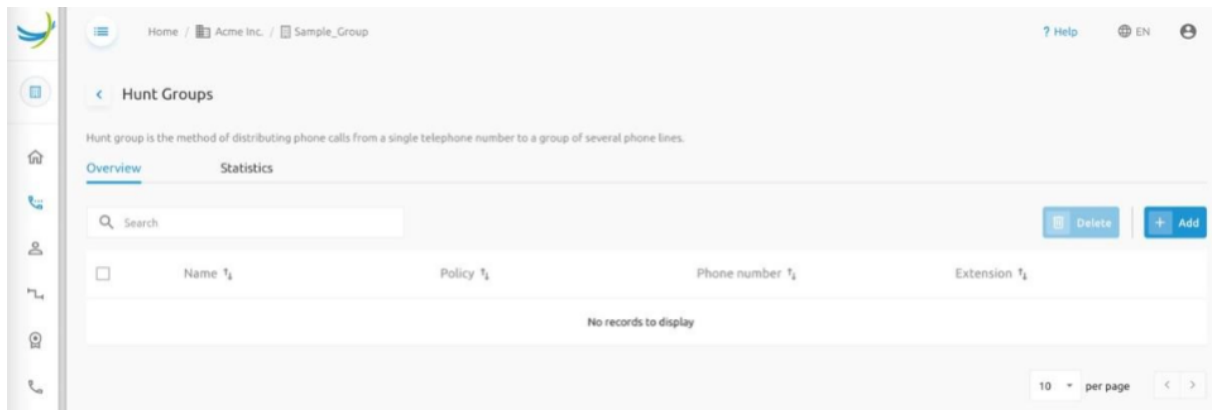 Home / Acme Inc. / Sample_Group
? Help
EN
Hunt Groups
Hunt group is the method of distributing phone calls from a single telephone number to a group of several phone lines.
Overview Statistics
Search
Delete
+ Add
Name Policy Phone number Extension
No records to display
10 per page < >